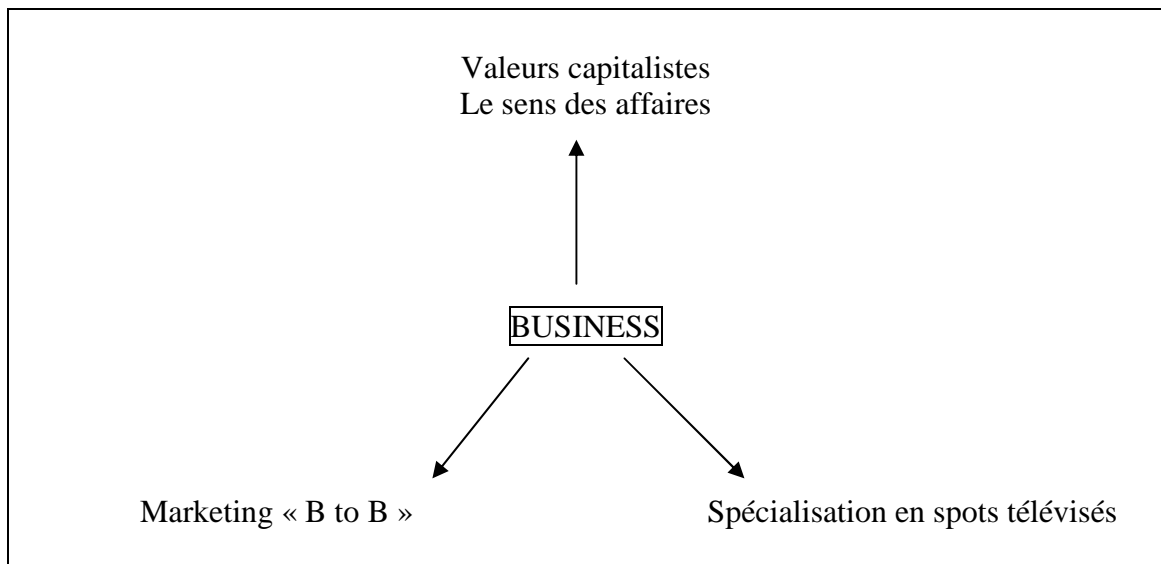 Valeurs capitalistes
Le sens des affaires
BUSINESS
Marketing « B to B »
Spécialisation en spots télévisés